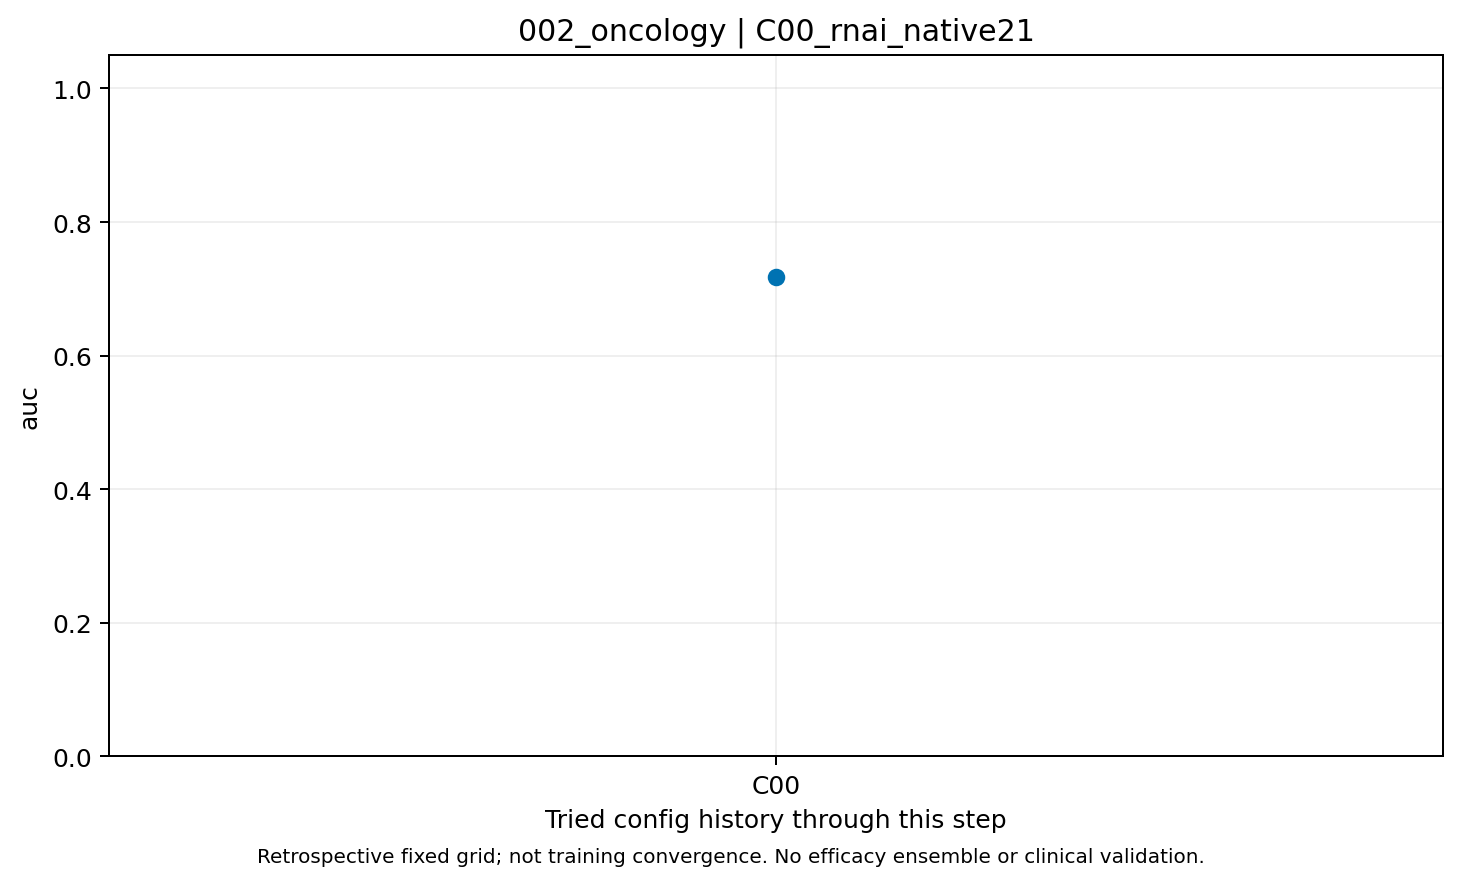 002_oncology | C00_rnai_native21
1.0
0.8
0.6
0.4
0.2
0.0
auc
C00
Tried config history through this step
Retrospective fixed grid; not training convergence. No efficacy ensemble or clinical validation.